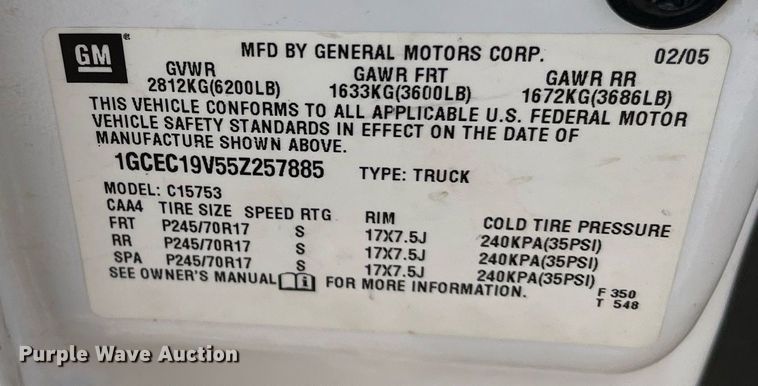 GM
MFD BY GENERAL MOTORS CORP. 02/05
GVWR GAWR FRT GAWR RR
2812KG(6200LB) 1633KG(3600LB) 1672KG(3686LB)
THIS VEHICLE CONFORMS TO ALL APPLICABLE U.S. FEDERAL MOTOR
VEHICLE SAFETY STANDARDS IN EFFECT ON THE DATE OF
MANUFACTURE SHOWN ABOVE.
1GCEC19V55Z257885 TYPE: TRUCK
MODEL: C15753
CAA4 TIRE SIZE SPEED RTG RIM COLD TIRE PRESSURE
FRT P245/70R17 S 17X7.5J 240KPA(35PSI)
RR P245/70R17 S 17X7.5J 240KPA(35PSI)
SPA P245/70R17 S 17X7.5J 240KPA(35PSI)
SEE OWNER'S MANUAL FOR MORE INFORMATION.
F 350
T 548
Purple Wave Auction